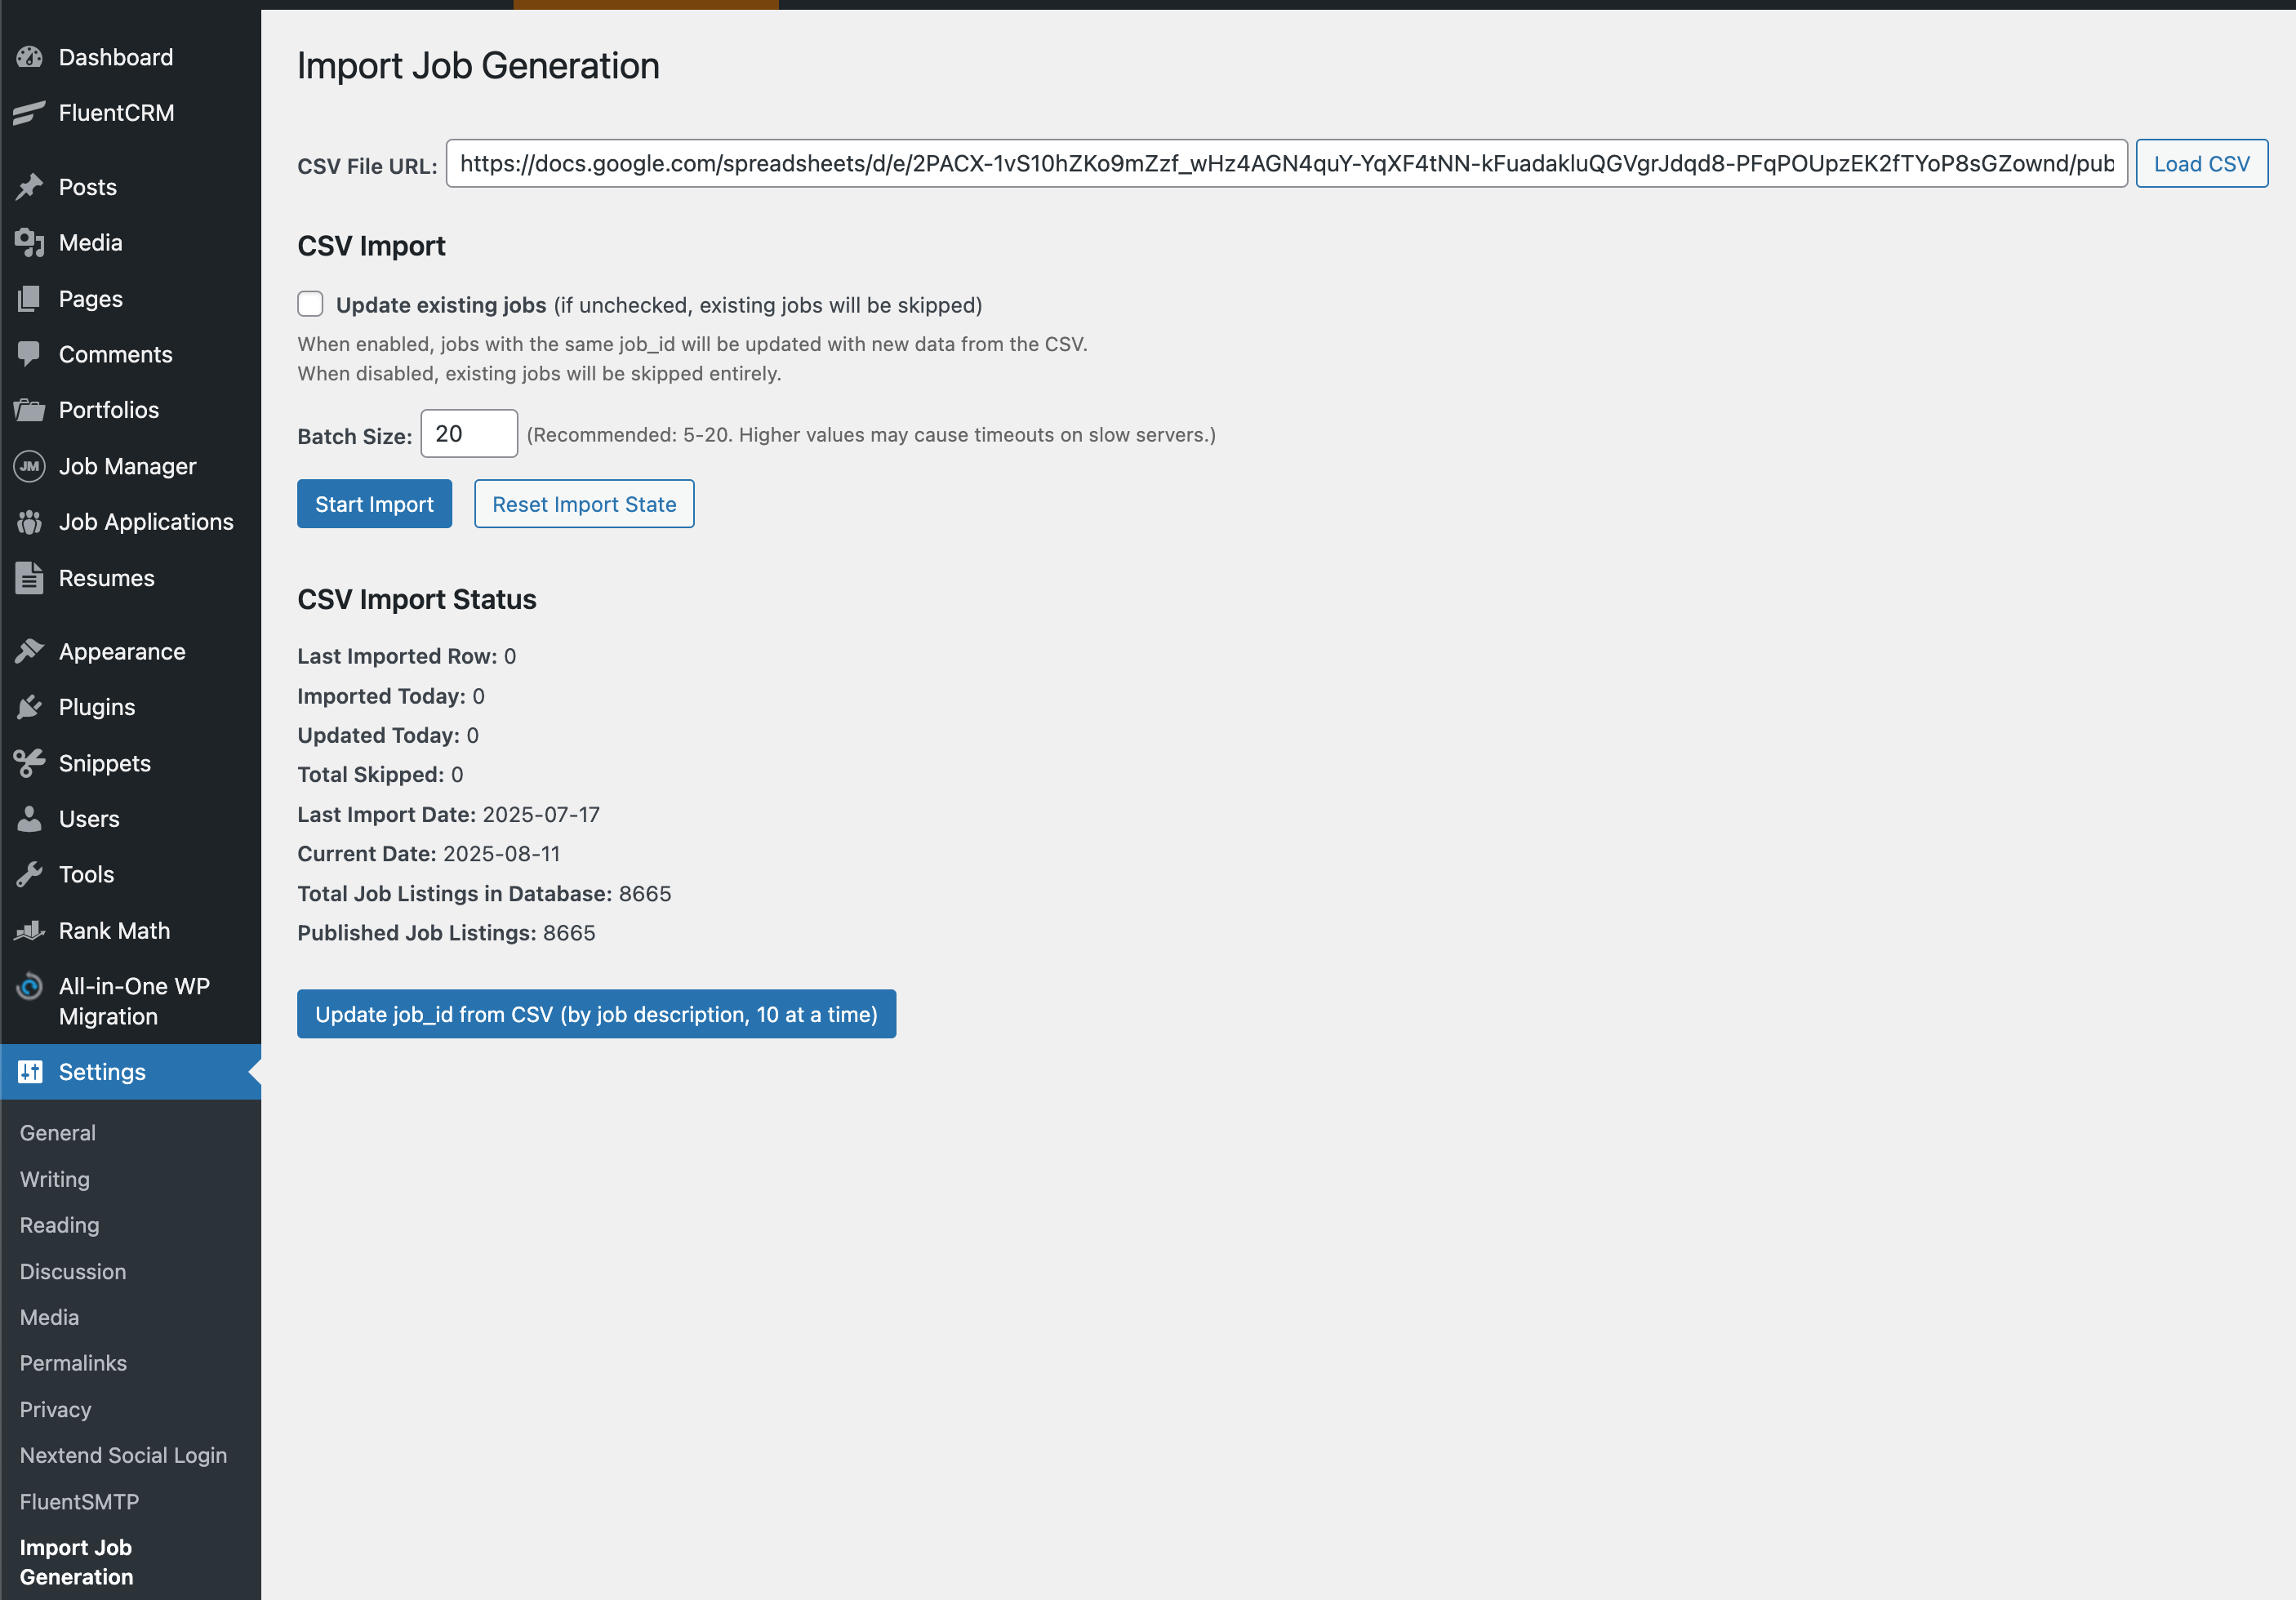 Dashboard
FluentCRM
Posts
Media
Pages
Comments
Portfolios
JM
Job Manager
Job Applications
Resumes
Appearance
Plugins
Snippets
Users
Tools
Rank Math
All-in-One WP
Migration
Settings
General
Writing
Reading
Discussion
Media
Permalinks
Privacy
Nextend Social Login
FluentSMTP
Import Job
Generation
Import Job Generation
CSV File URL: https://docs.google.com/spreadsheets/d/e/2PACX-1vS10hZKo9mZzf_wHz4AGN4quY-YqXF4tNN-kFuadakluQGVgrJdqd8-PFqPOUpzEK2fTYoP8sGZownd/pub Load CSV
CSV Import
Update existing jobs (if unchecked, existing jobs will be skipped)
When enabled, jobs with the same job_id will be updated with new data from the CSV.
When disabled, existing jobs will be skipped entirely.
Batch Size: 20 (Recommended: 5-20. Higher values may cause timeouts on slow servers.)
Start Import Reset Import State
CSV Import Status
Last Imported Row: 0
Imported Today: 0
Updated Today: 0
Total Skipped: 0
Last Import Date: 2025-07-17
Current Date: 2025-08-11
Total Job Listings in Database: 8665
Published Job Listings: 8665
Update job_id from CSV (by job description, 10 at a time)